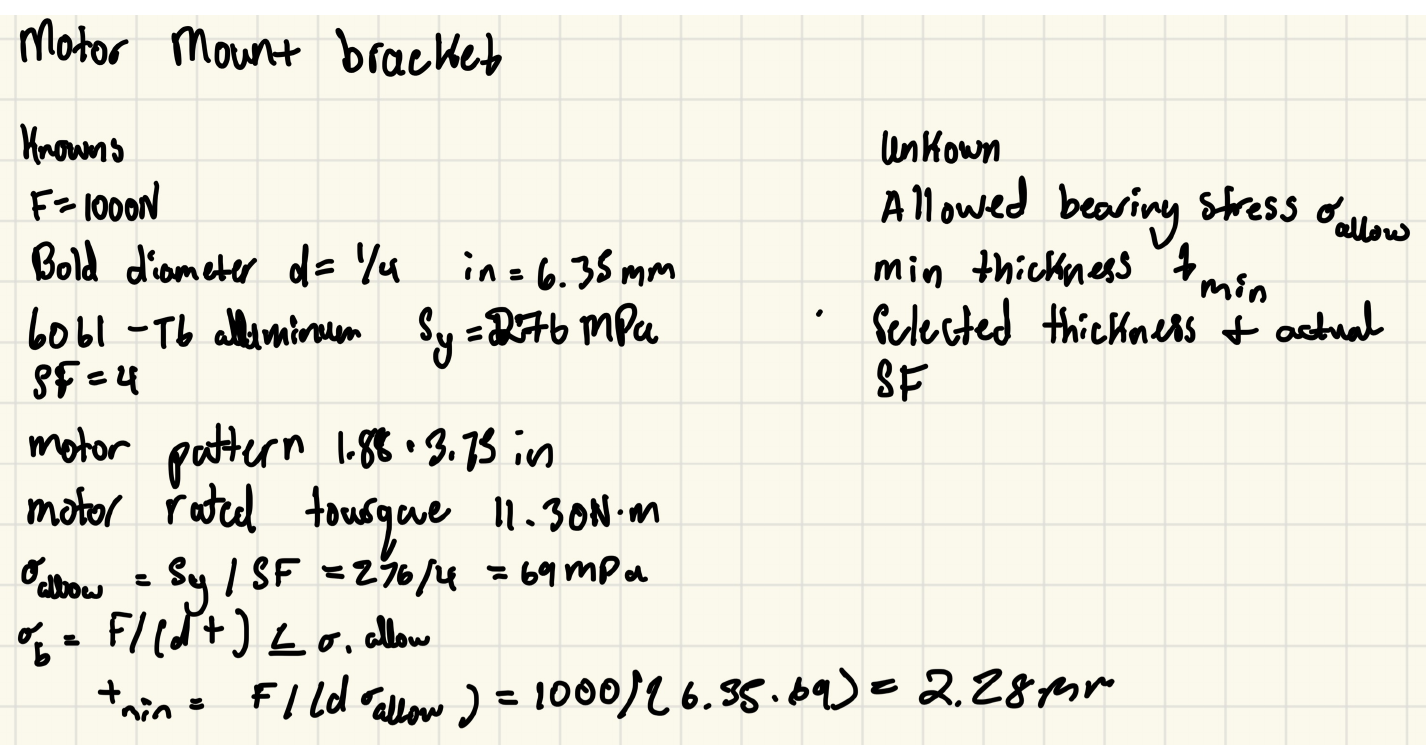 Motor Mount bracket
Knowns
F=1000N
Bold diameter d= 1/4 in = 6.35 mm
6061 -T6 alluminum Sy = 276 MPa
SF = 4
motor pattern 1.88 · 3.75 in
motor rated tourqave 11.30N·m
σallow = Sy / SF = 276/4 = 69 mPa
σb = F/(dt) ≤ σ. allow
tmin = F/(d σallow) = 1000/(6.35·69) = 2.28mm
Unkown
Allowed bearing stress σallow
min thickness tmin
Selected thickness + actual
SF